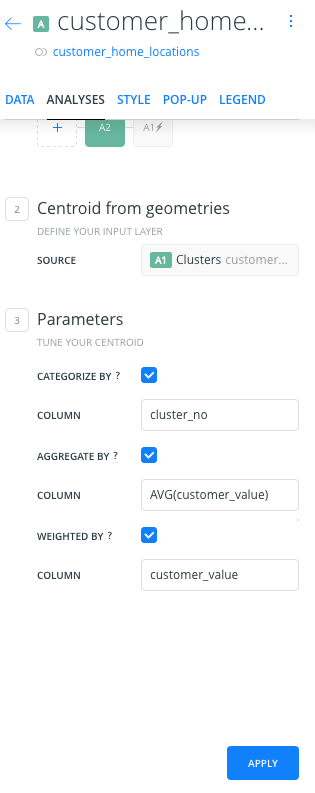 A customer_home...
customer_home_locations
DATA ANALYSES STYLE POP-UP LEGEND
+ A2 A1
2 Centroid from geometries
DEFINE YOUR INPUT LAYER
SOURCE A1 Clusters customer...
3 Parameters
TUNE YOUR CENTROID
CATEGORIZE BY ?
COLUMN cluster_no
AGGREGATE BY ?
COLUMN AVG(customer_value)
WEIGHTED BY ?
COLUMN customer_value
APPLY